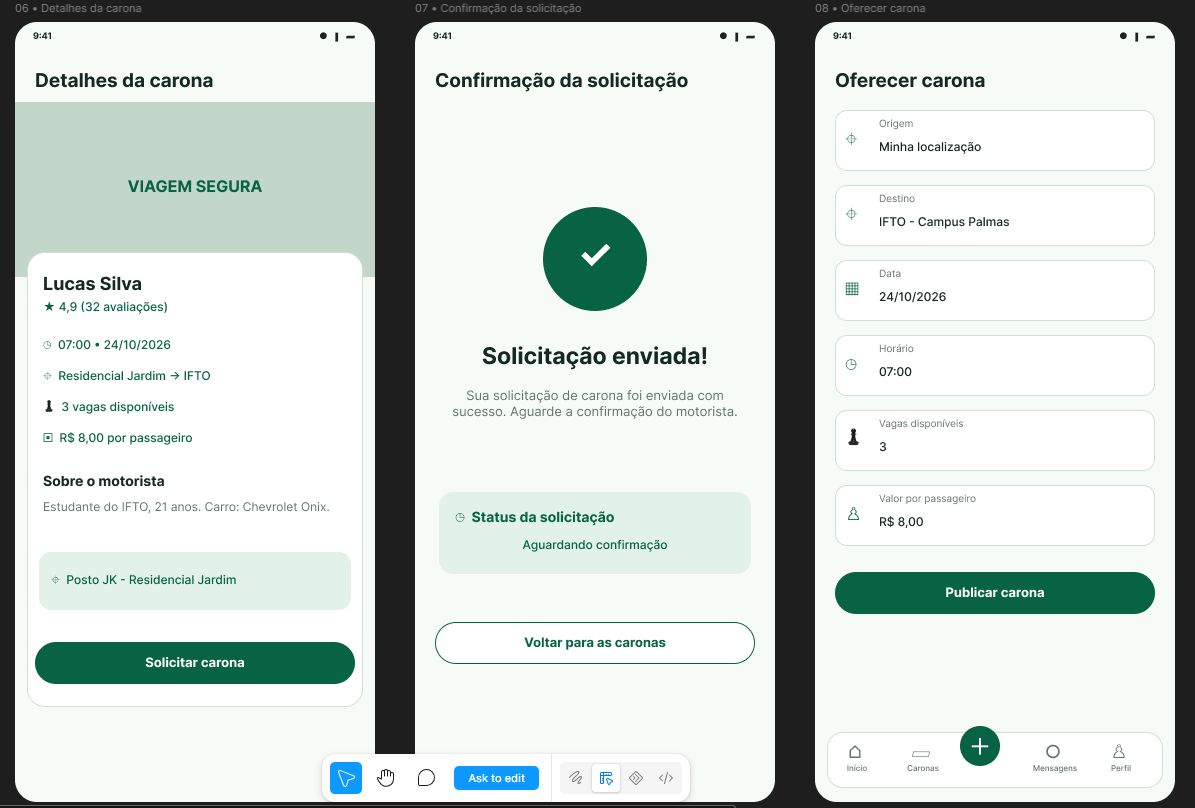 06 • Detalhes da carona
9:41
Detalhes da carona
VIAGEM SEGURA
Lucas Silva
★ 4,9 (32 avaliações)
07:00 • 24/10/2026
Residencial Jardim → IFTO
3 vagas disponíveis
R$ 8,00 por passageiro
Sobre o motorista
Estudante do IFTO, 21 anos. Carro: Chevrolet Onix.
Posto JK - Residencial Jardim
Solicitar carona
07 • Confirmação da solicitação
9:41
Confirmação da solicitação
Solicitação enviada!
Sua solicitação de carona foi enviada com
sucesso. Aguarde a confirmação do motorista.
Status da solicitação
Aguardando confirmação
Voltar para as caronas
08 • Oferecer carona
9:41
Oferecer carona
Origem
Minha localização
Destino
IFTO - Campus Palmas
Data
24/10/2026
Horário
07:00
Vagas disponíveis
3
Valor por passageiro
R$ 8,00
Publicar carona
Início
Caronas
Mensagens
Perfil
Ask to edit